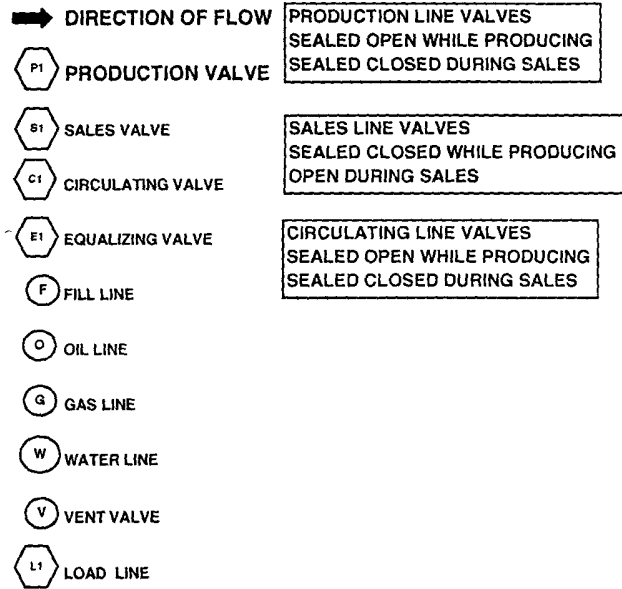 DIRECTION OF FLOW
PRODUCTION LINE VALVES
SEALED OPEN WHILE PRODUCING
SEALED CLOSED DURING SALES
P1 PRODUCTION VALVE
S1 SALES VALVE
SALES LINE VALVES
SEALED CLOSED WHILE PRODUCING
OPEN DURING SALES
C1 CIRCULATING VALVE
E1 EQUALIZING VALVE
CIRCULATING LINE VALVES
SEALED OPEN WHILE PRODUCING
SEALED CLOSED DURING SALES
F FILL LINE
O OIL LINE
G GAS LINE
W WATER LINE
V VENT VALVE
L1 LOAD LINE